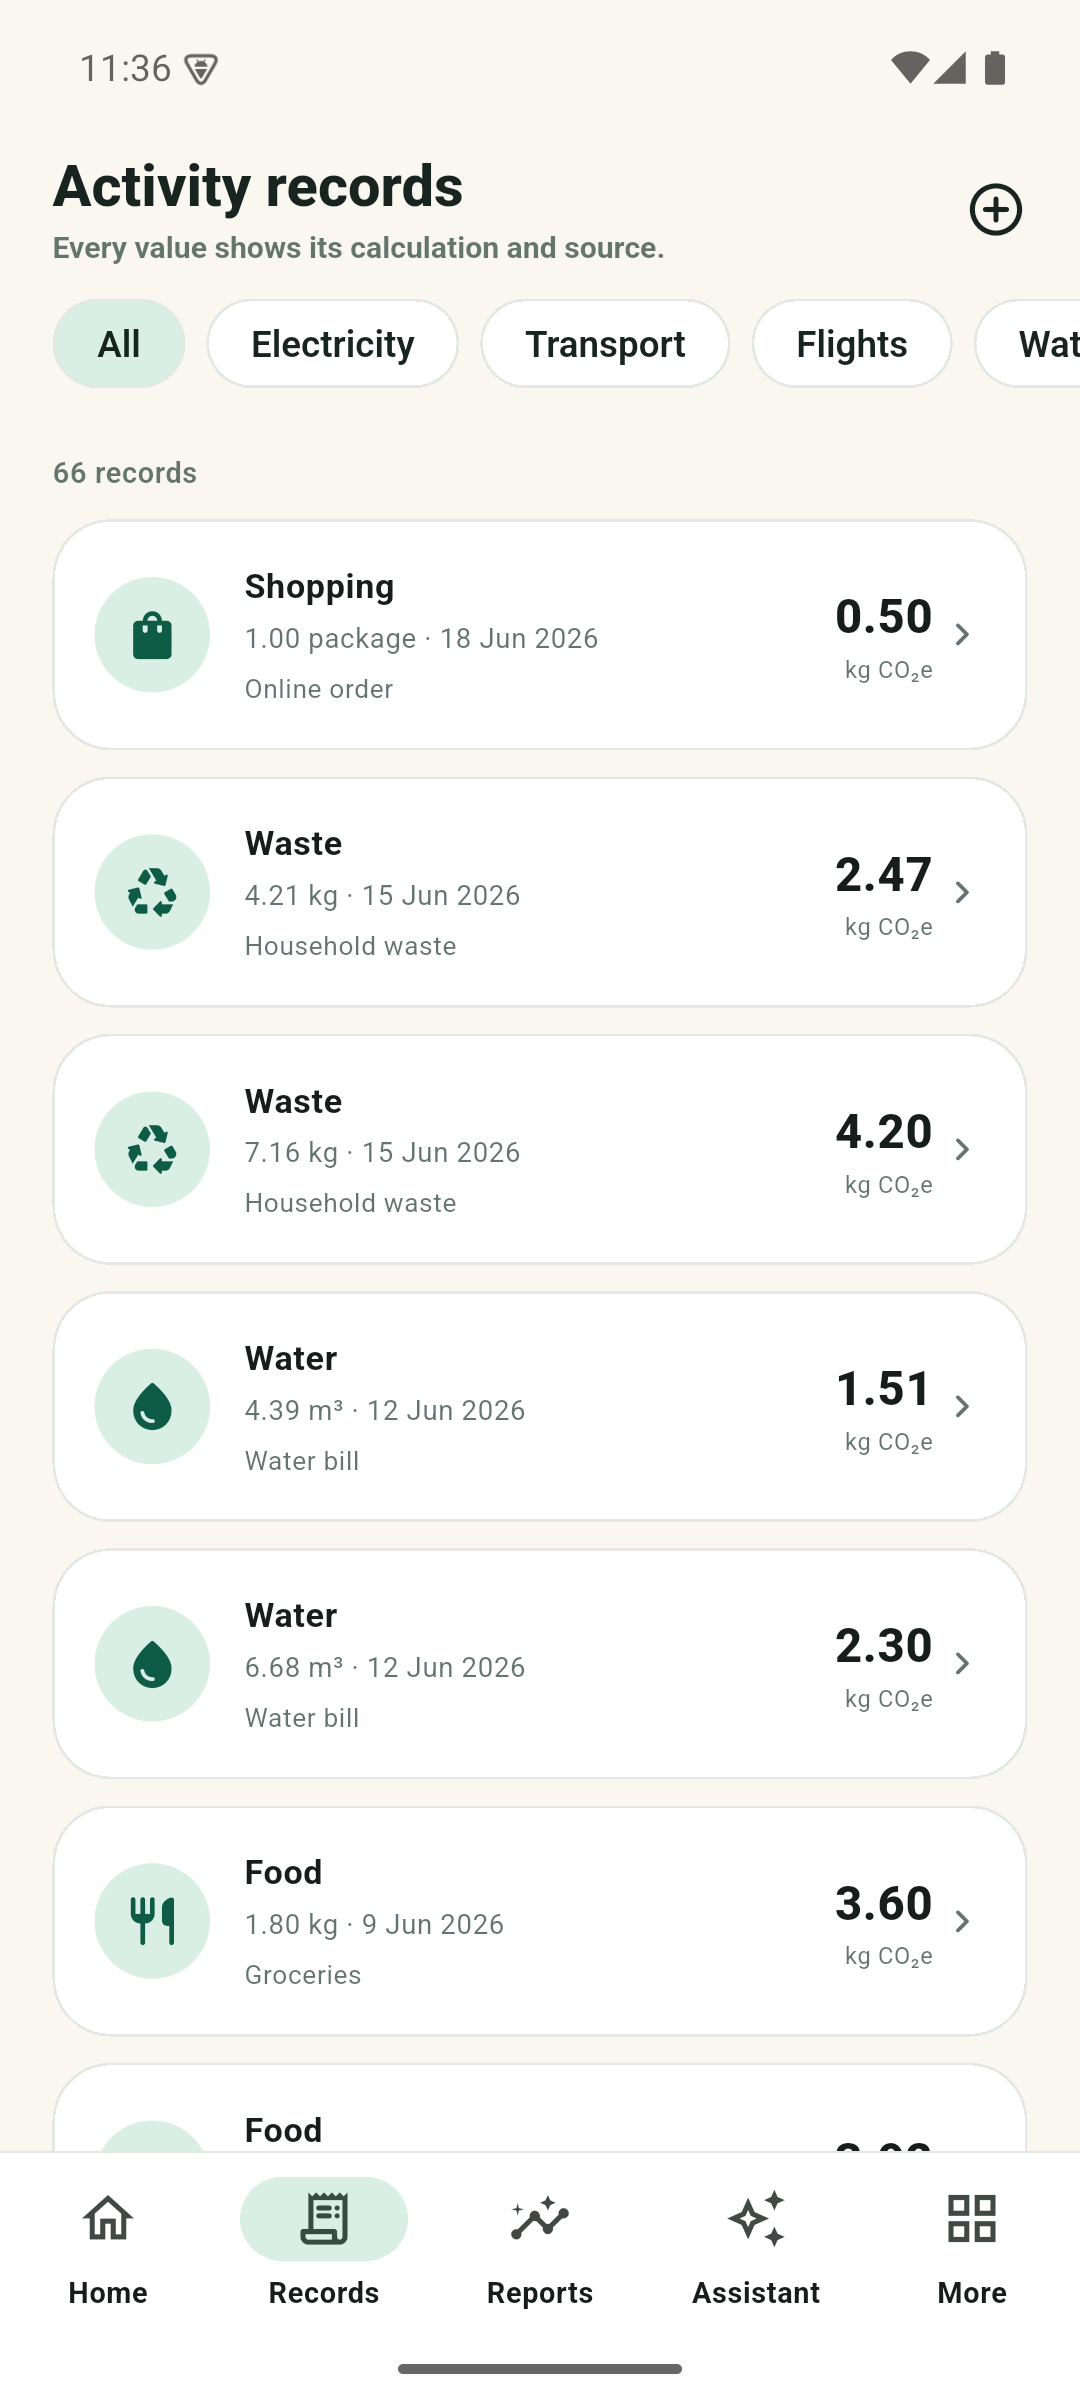 11:36
Activity records
Every value shows its calculation and source.
All
Electricity
Transport
Flights
66 records
Shopping
1.00 package · 18 Jun 2026
Online order
0.50
kg CO₂e
Waste
4.21 kg · 15 Jun 2026
Household waste
2.47
kg CO₂e
Waste
7.16 kg · 15 Jun 2026
Household waste
4.20
kg CO₂e
Water
4.39 m³ · 12 Jun 2026
Water bill
1.51
kg CO₂e
Water
6.68 m³ · 12 Jun 2026
Water bill
2.30
kg CO₂e
Food
1.80 kg · 9 Jun 2026
Groceries
3.60
kg CO₂e
Food
Home
Records
Reports
Assistant
More